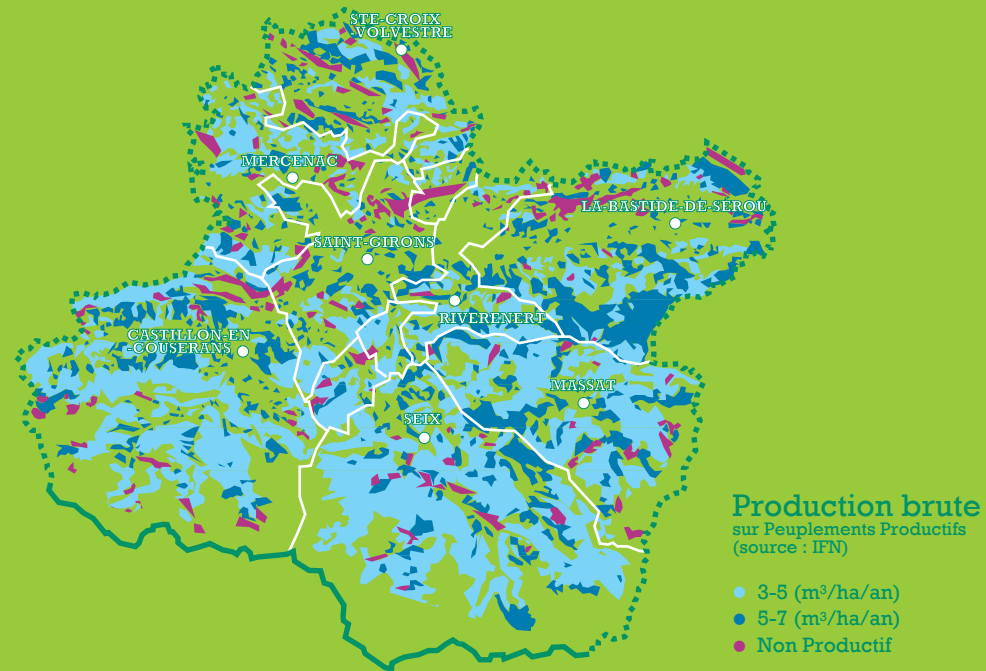 STE-CROIX
-VOLVESTRE
MERCENAC
LA-BASTIDE-DE-SEROU
SAINT-GIRONS
RIVERENERT
CASTILLON-EN
-COUSERANS
MASSAT
SEIX
Production brute
sur Peuplements Productifs
(source : IFN)
3-5 (m³/ha/an)
5-7 (m³/ha/an)
Non Productif